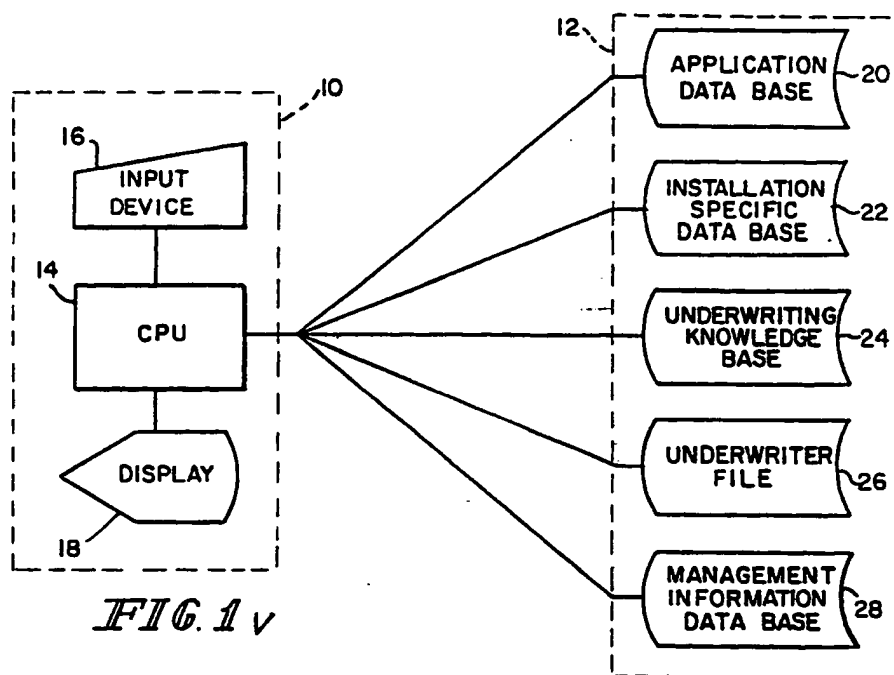 10
16
INPUT
DEVICE
14
CPU
DISPLAY
18
FIG. 1 v
12
APPLICATION
DATA BASE
20
INSTALLATION
SPECIFIC
DATA BASE
22
UNDERWRITING
KNOWLEDGE
BASE
24
UNDERWRITER
FILE
26
MANAGEMENT
INFORMATION
DATA BASE
28